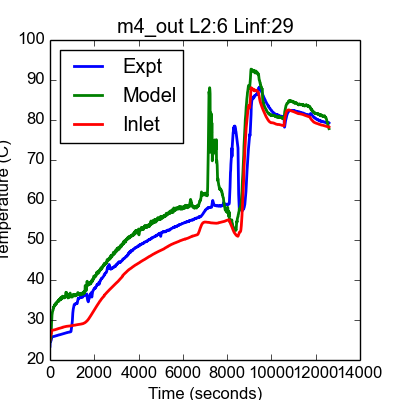 m4_out L2:6 Linf:29
Expt
Model
Inlet
100
90
80
70
60
50
40
30
20
Temperature (C)
0 2000 4000 6000 8000 10000 12000 14000
Time (seconds)